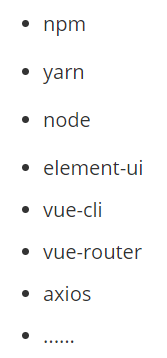 • npm
• yarn
• node
• element-ui
• vue-cli
• vue-router
• axios
• ......